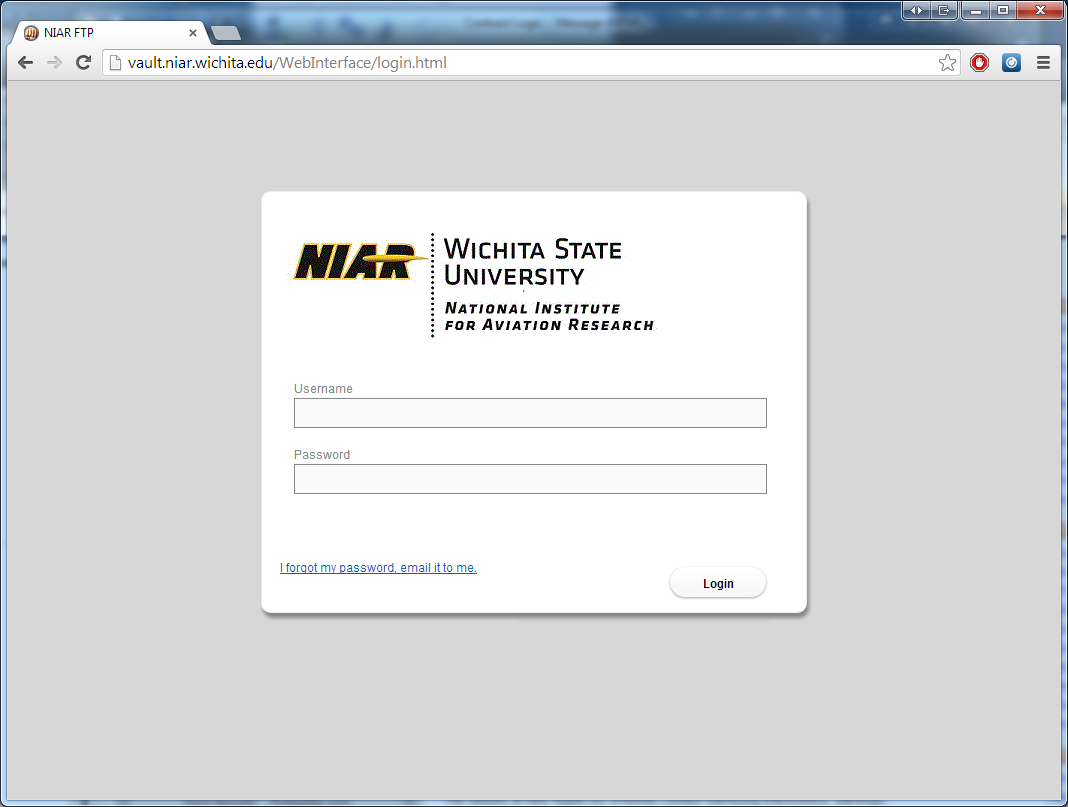 NIAR FTP
vault.niar.wichita.edu/WebInterface/login.html
NIAR
WICHITA STATE
UNIVERSITY
NATIONAL INSTITUTE
FOR AVIATION RESEARCH
Username
Password
I forgot my password, email it to me.
Login